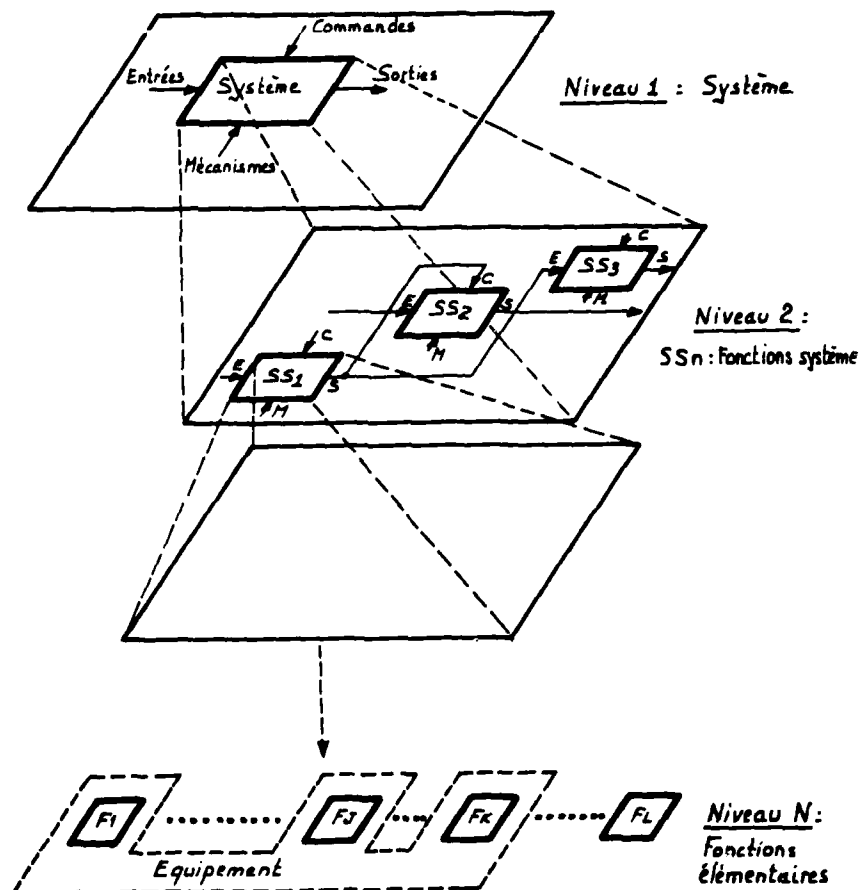 Commandes
Entrées
Système
Sorties
Mécanismes
Niveau 1 : Système
C
E
SS3
S
M
C
E
SS2
S
M
Niveau 2 :
SSn : Fonctions système
C
E
SS1
S
M
F1
FJ
FK
FL
Equipement
Niveau N :
Fonctions
élémentaires